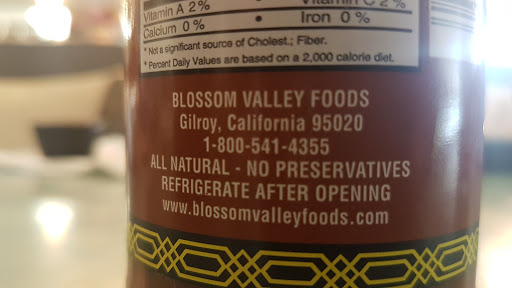 Vitamin A 2% • Vitamin C 2%
Calcium 0% • Iron 0%
* Not a significant source of Cholest.; Fiber.
* Percent Daily Values are based on a 2,000 calorie diet.
BLOSSOM VALLEY FOODS
Gilroy, California 95020
1-800-541-4355
ALL NATURAL - NO PRESERVATIVES
REFRIGERATE AFTER OPENING
www.blossomvalleyfoods.com